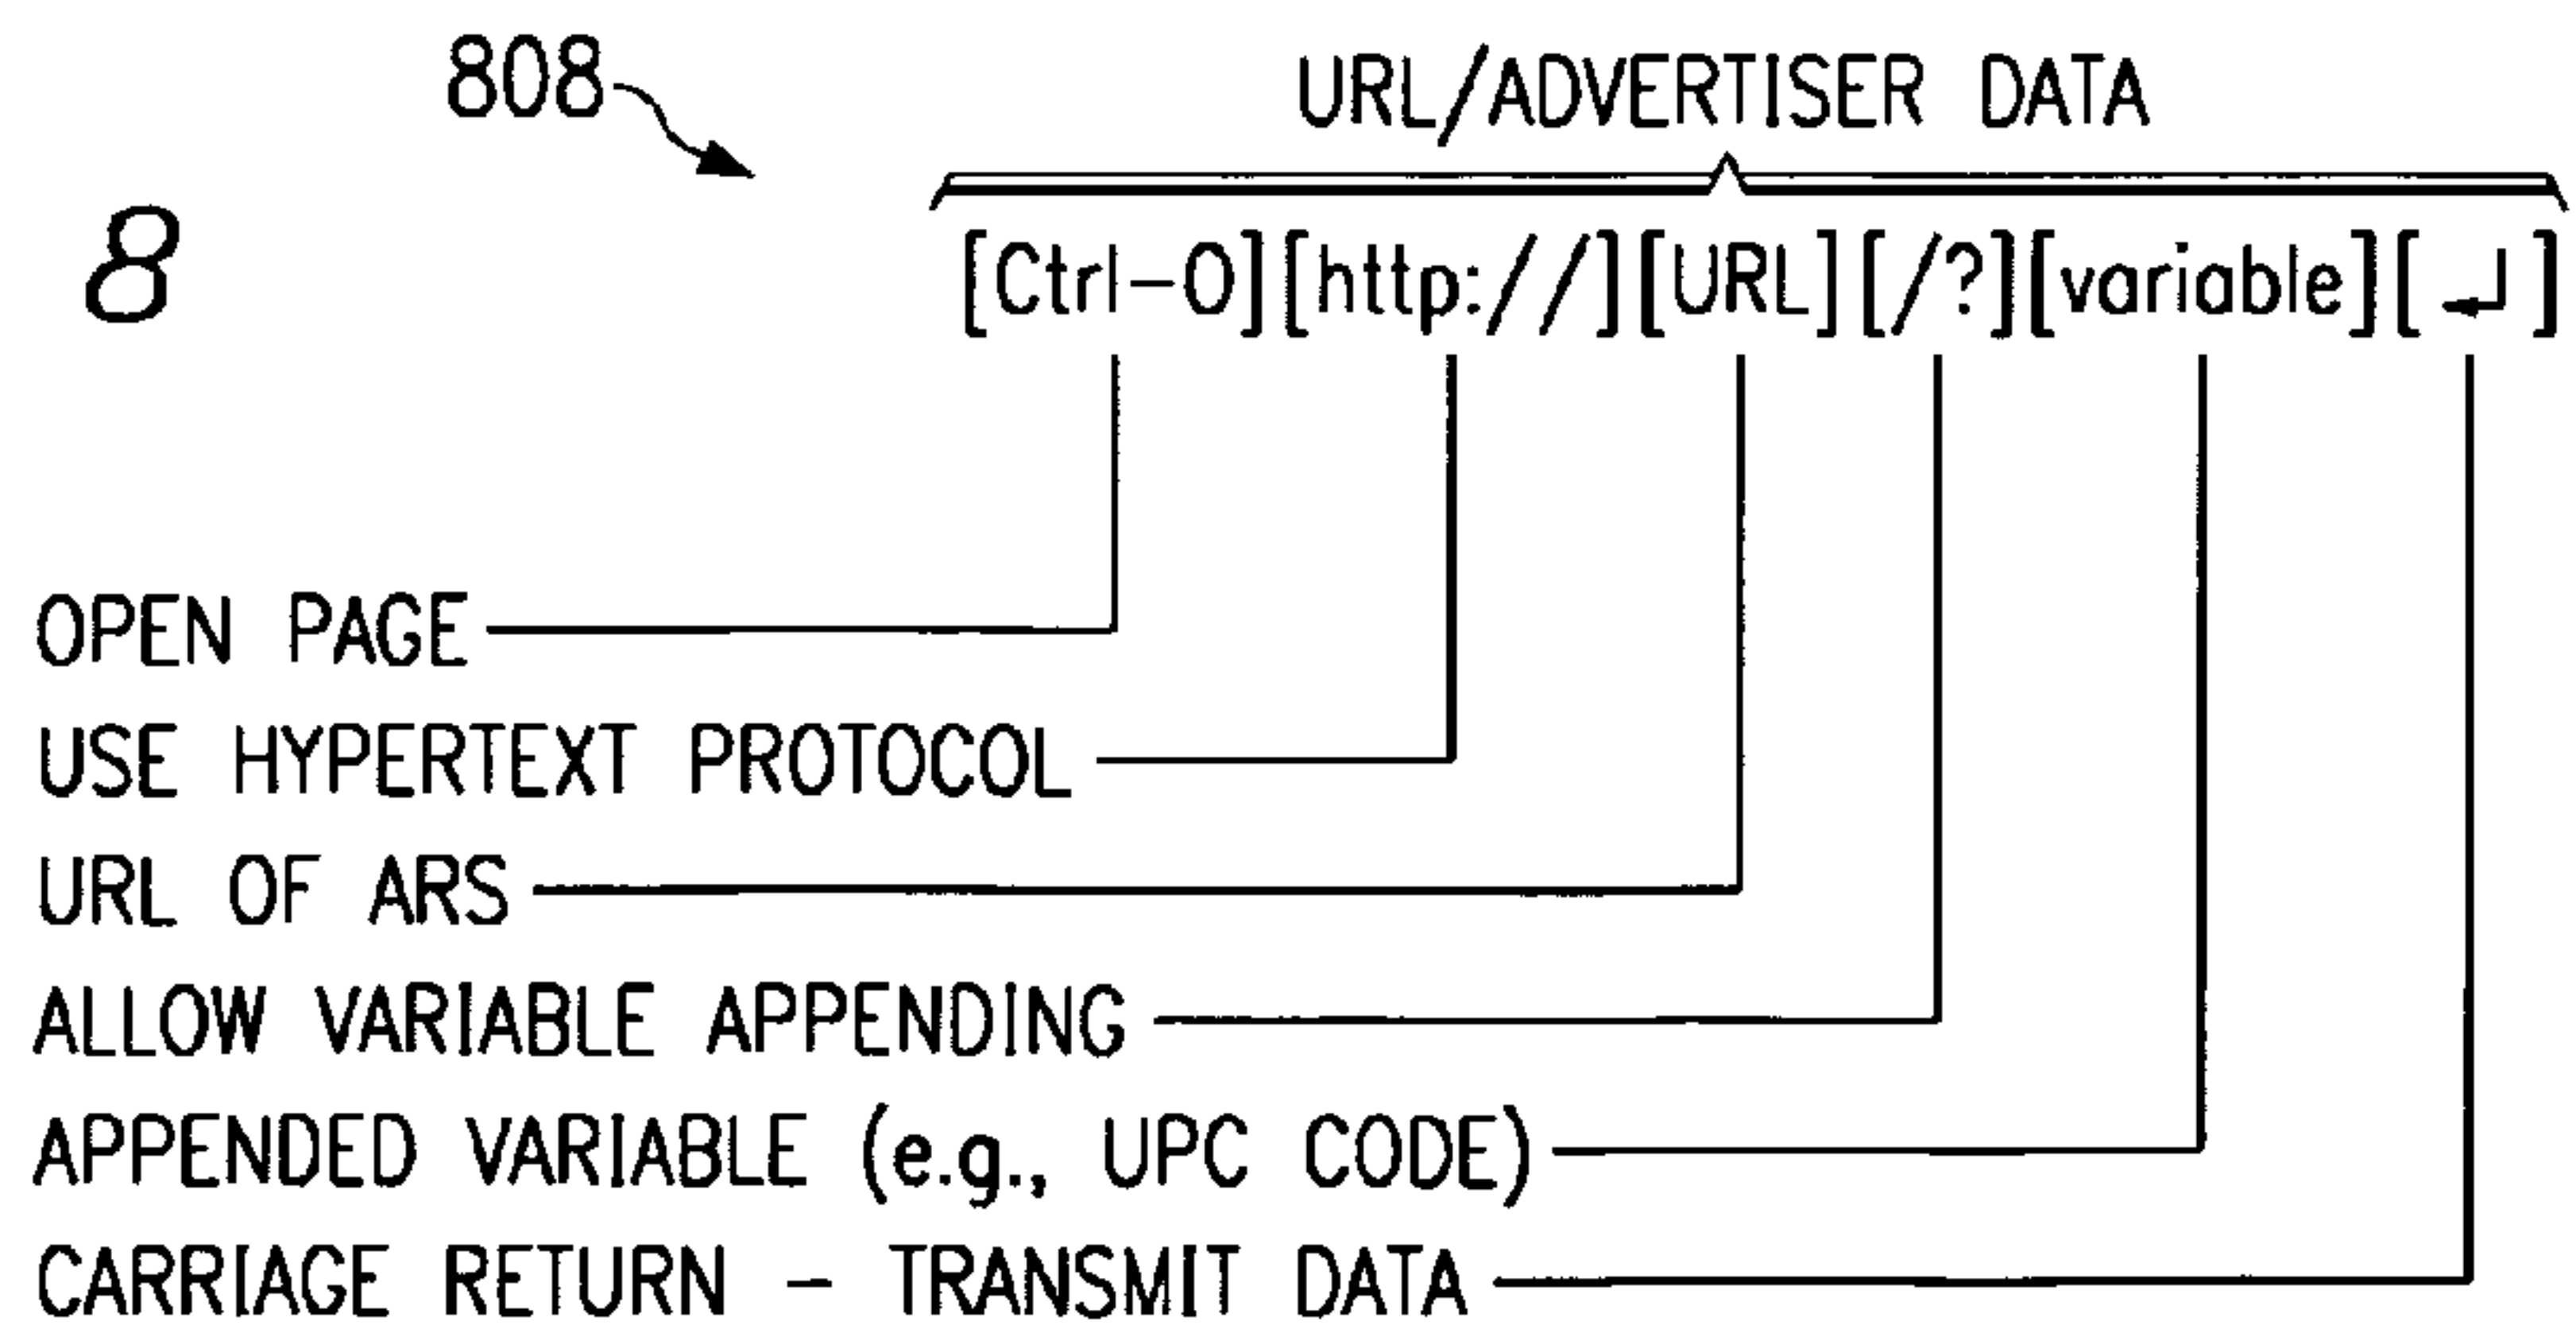 808
URL/ADVERTISER DATA
8
[Ctrl-O][http://][URL][/?][variable][↵]
OPEN PAGE
USE HYPERTEXT PROTOCOL
URL OF ARS
ALLOW VARIABLE APPENDING
APPENDED VARIABLE (e.g., UPC CODE)
CARRIAGE RETURN - TRANSMIT DATA